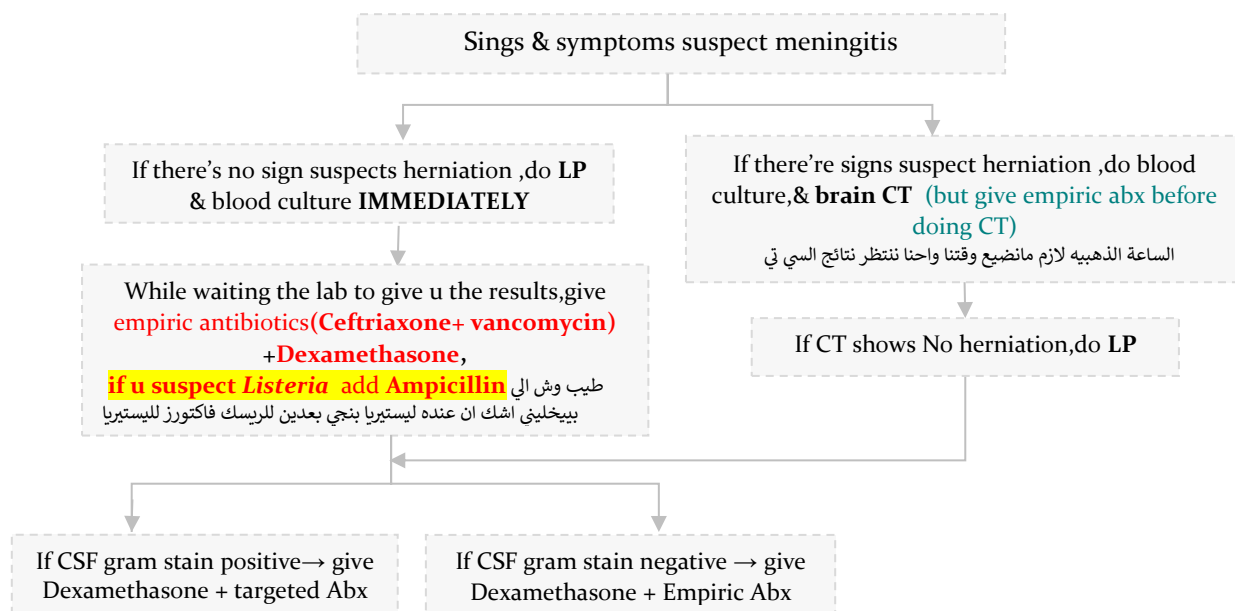 Sings & symptoms suspect meningitis
If there's no sign suspects herniation ,do LP
& blood culture IMMEDIATELY
If there're signs suspect herniation ,do blood
culture,& brain CT (but give empiric abx before
doing CT)
الساعة الذهبيه لازم مانضيع وقتنا واحنا ننتظر نتائج السي تي
While waiting the lab to give u the results,give
empiric antibiotics(Ceftriaxone+ vancomycin)
+Dexamethasone,
if u suspect Listeria add Ampicillin طيب وش الي
بييخليني اشك ان عنده ليستيريا بنجي بعدين للريسك فاكتورز للليستيريا
If CT shows No herniation,do LP
If CSF gram stain positive→ give
Dexamethasone + targeted Abx
If CSF gram stain negative → give
Dexamethasone + Empiric Abx